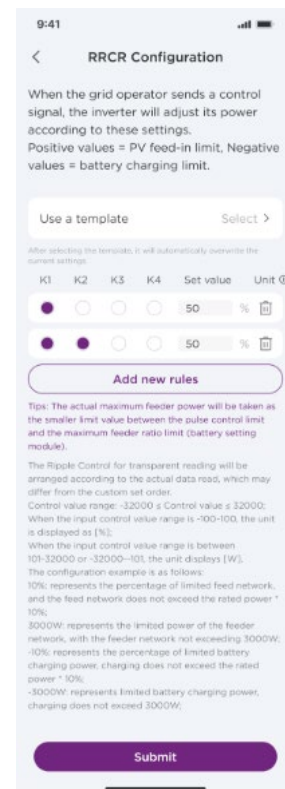 9:41
RRCR Configuration
When the grid operator sends a control
signal, the inverter will adjust its power
according to these settings.
Positive values = PV feed-in limit, Negative
values = battery charging limit.
Use a template Select >
After selecting the template, it will automatically overwrite the
current settings.
K1 K2 K3 K4 Set value Unit
50 %
50 %
Add new rules
Tips: The actual maximum feeder power will be taken as
the smaller limit value between the pulse control limit
and the maximum feeder ratio limit (battery setting
module).
The Ripple Control for transparent reading will be
arranged according to the actual data read, which may
differ from the custom set order.
Control value range: -32000 ≤ Control value ≤ 32000;
When the input control value range is -100-100, the unit
is displayed as [%];
When the input control value range is between
101-32000 or -32000--101, the unit displays [W],
The configuration example is as follows:
10%: represents the percentage of limited feed network,
and the feed network does not exceed the rated power *
10%;
3000W: represents the limited power of the feeder
network, with the feeder network not exceeding 3000W;
-10%: represents the percentage of limited battery
charging power, charging does not exceed the rated
power * 10%;
-3000W: represents limited battery charging power,
charging does not exceed 3000W;
Submit